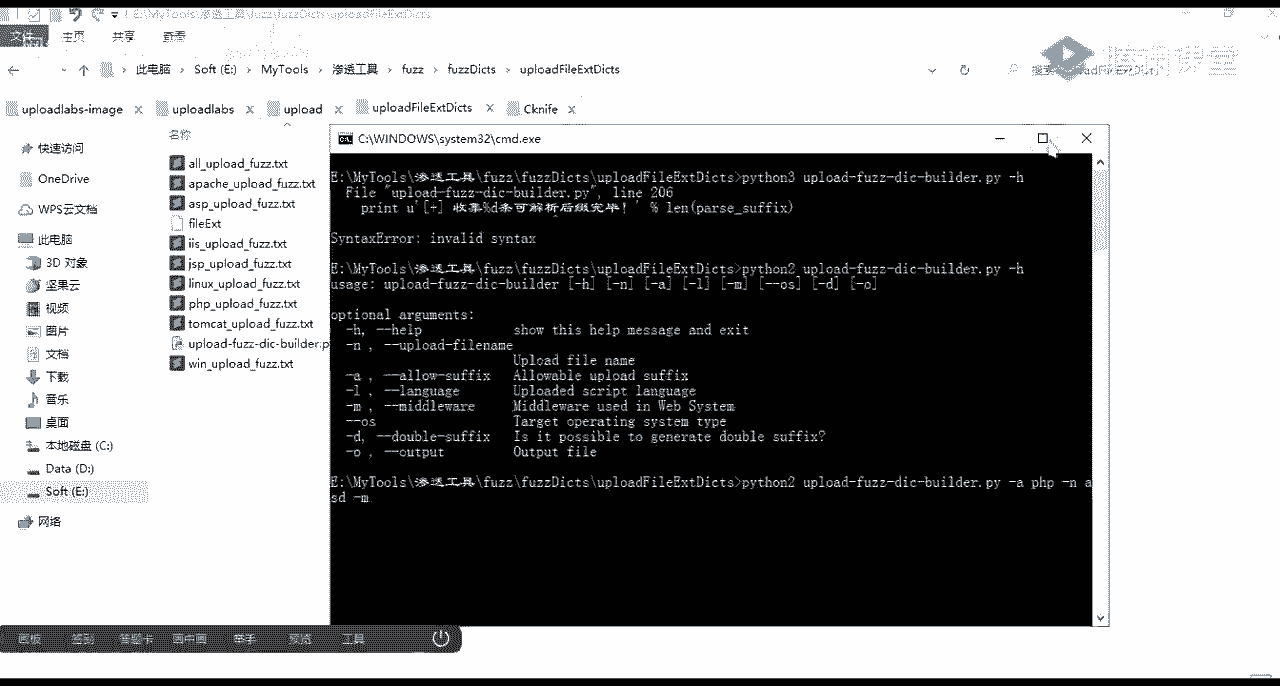 E:\MyTools\渗透工具\fuzz\fuzzDicts\uploadFileExtDicts
文件 主页 共享 查看
此电脑 › Soft (E:) › MyTools › 渗透工具 › fuzz › fuzzDicts › uploadFileExtDicts
腾讯课堂
uploadlabs-image × uploadlabs × upload × uploadFileExtDicts × Cknife ×
快速访问
OneDrive
WPS云文档
此电脑
3D 对象
坚果云
视频
图片
文档
下载
音乐
桌面
本地磁盘 (C:)
Data (D:)
Soft (E:)
网络
名称
all_upload_fuzz.txt
apache_upload_fuzz.txt
asp_upload_fuzz.txt
fileExt
iis_upload_fuzz.txt
jsp_upload_fuzz.txt
linux_upload_fuzz.txt
php_upload_fuzz.txt
tomcat_upload_fuzz.txt
upload-fuzz-dic-builder.p
win_upload_fuzz.txt
C:\WINDOWS\system32\cmd.exe
E:\MyTools\渗透工具\fuzz\fuzzDicts\uploadFileExtDicts>python3 upload-fuzz-dic-builder.py -h
File "upload-fuzz-dic-builder.py", line 206
print u'[+] 收集%d条可解析后缀完毕!' % len(parse_suffix)
SyntaxError: invalid syntax
E:\MyTools\渗透工具\fuzz\fuzzDicts\uploadFileExtDicts>python2 upload-fuzz-dic-builder.py -h
usage: upload-fuzz-dic-builder [-h] [-n] [-a] [-l] [-m] [--os] [-d] [-o]
optional arguments:
-h, --help show this help message and exit
-n , --upload-filename
Upload file name
-a , --allow-suffix Allowable upload suffix
-l , --language Uploaded script language
-m , --middleware Middleware used in Web System
--os Target operating system type
-d, --double-suffix Is it possible to generate double suffix?
-o , --output Output file
E:\MyTools\渗透工具\fuzz\fuzzDicts\uploadFileExtDicts>python2 upload-fuzz-dic-builder.py -a php -n a
sd -m
画板 签到 答题卡 画中画 举手 预览 工具